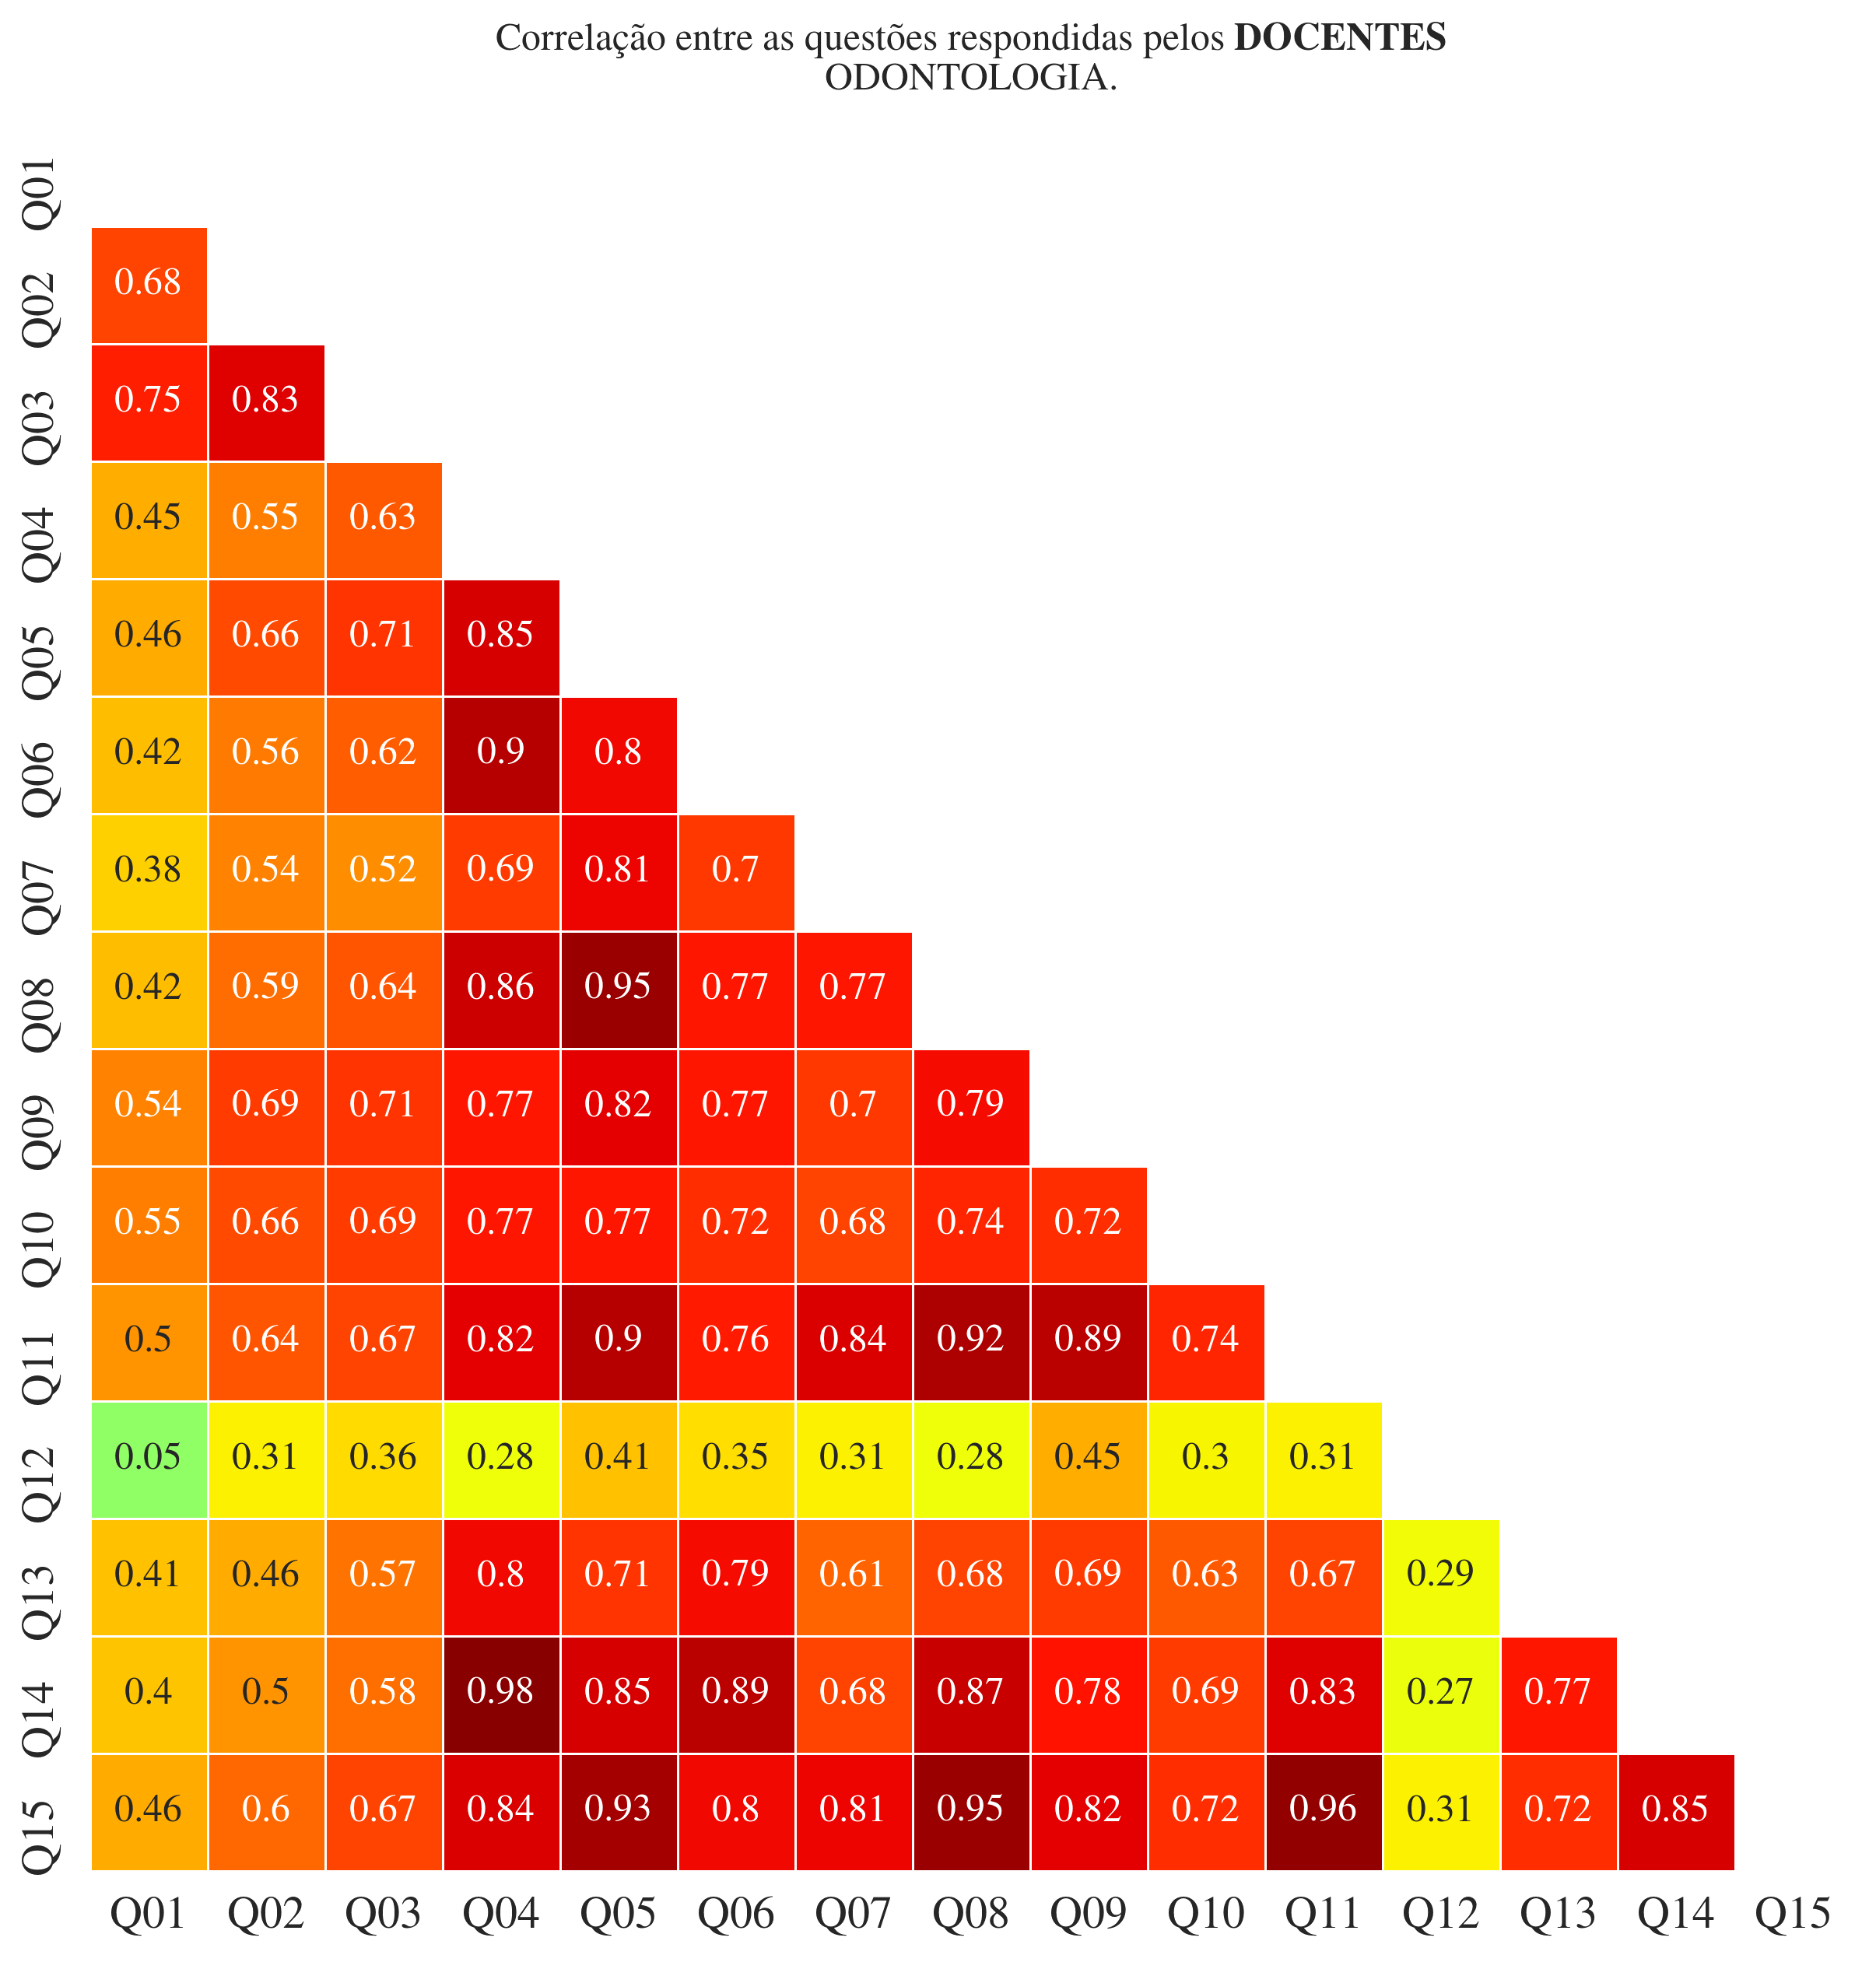 Correlação entre as questões respondidas pelos DOCENTES
ODONTOLOGIA.
Q01
Q02 0.68
Q03 0.75 0.83
Q04 0.45 0.55 0.63
Q05 0.46 0.66 0.71 0.85
Q06 0.42 0.56 0.62 0.9 0.8
Q07 0.38 0.54 0.52 0.69 0.81 0.7
Q08 0.42 0.59 0.64 0.86 0.95 0.77 0.77
Q09 0.54 0.69 0.71 0.77 0.82 0.77 0.7 0.79
Q10 0.55 0.66 0.69 0.77 0.77 0.72 0.68 0.74 0.72
Q11 0.5 0.64 0.67 0.82 0.9 0.76 0.84 0.92 0.89 0.74
Q12 0.05 0.31 0.36 0.28 0.41 0.35 0.31 0.28 0.45 0.3 0.31
Q13 0.41 0.46 0.57 0.8 0.71 0.79 0.61 0.68 0.69 0.63 0.67 0.29
Q14 0.4 0.5 0.58 0.98 0.85 0.89 0.68 0.87 0.78 0.69 0.83 0.27 0.77
Q15 0.46 0.6 0.67 0.84 0.93 0.8 0.81 0.95 0.82 0.72 0.96 0.31 0.72 0.85
Q01 Q02 Q03 Q04 Q05 Q06 Q07 Q08 Q09 Q10 Q11 Q12 Q13 Q14 Q15